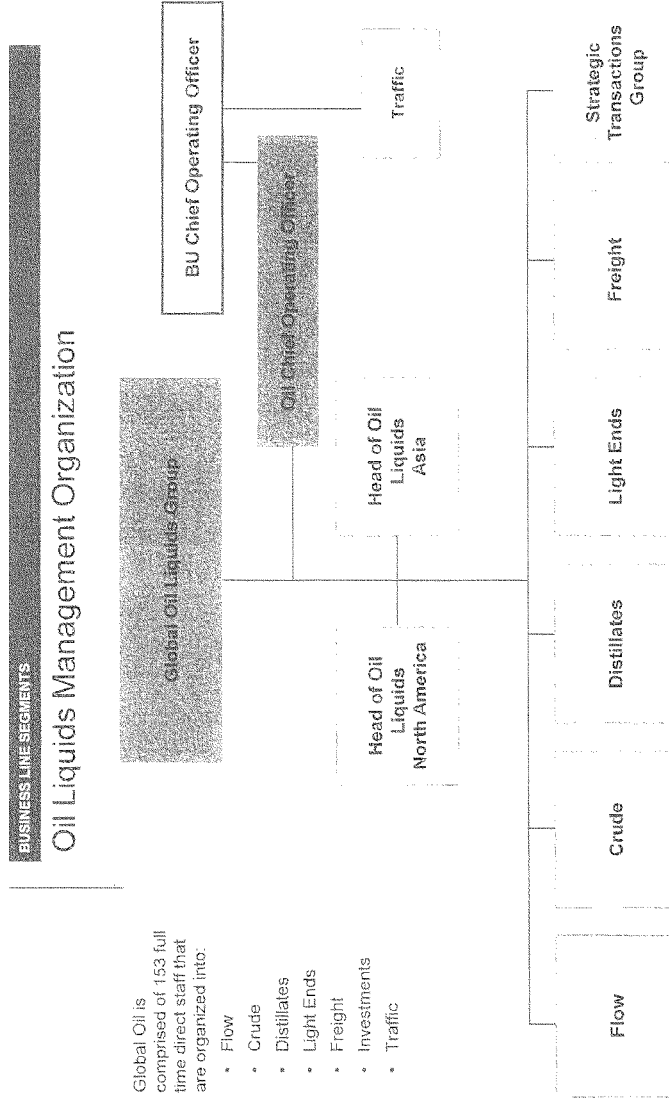 BUSINESS LINE SEGMENTS
Oil Liquids Management Organization
Global Oil is
comprised of 153 full
time direct staff that
are organized into:
• Flow
• Crude
• Distillates
• Light Ends
• Freight
• Investments
• Traffic
Global Oil Liquids Group
BU Chief Operating Officer
Oil Chief Operating Officer
Traffic
Head of Oil
Liquids
North America
Head of Oil
Liquids
Asia
Flow
Crude
Distillates
Light Ends
Freight
Strategic
Transactions
Group